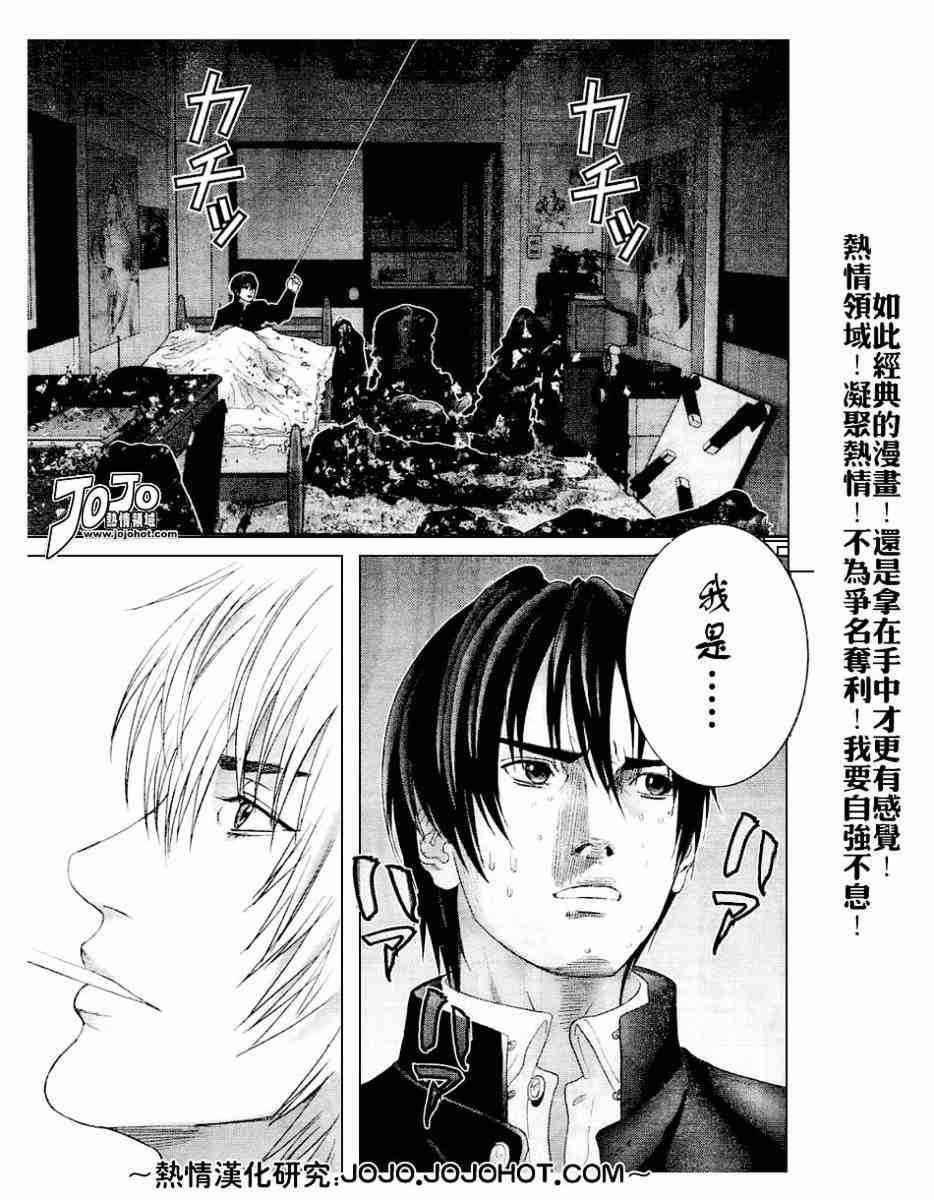 カチッ
カチッ
JOJO
熱情領域
www.jojohot.com
我是……
ハァ
ハァ
ハァ
ハァ
如此經典的漫畫！還是拿在手中才更有感覺！
熱情領域！凝聚熱情！不為爭名奪利！我要自強不息！
～熱情漢化研究:JOJO.JOJOHOT.COM～